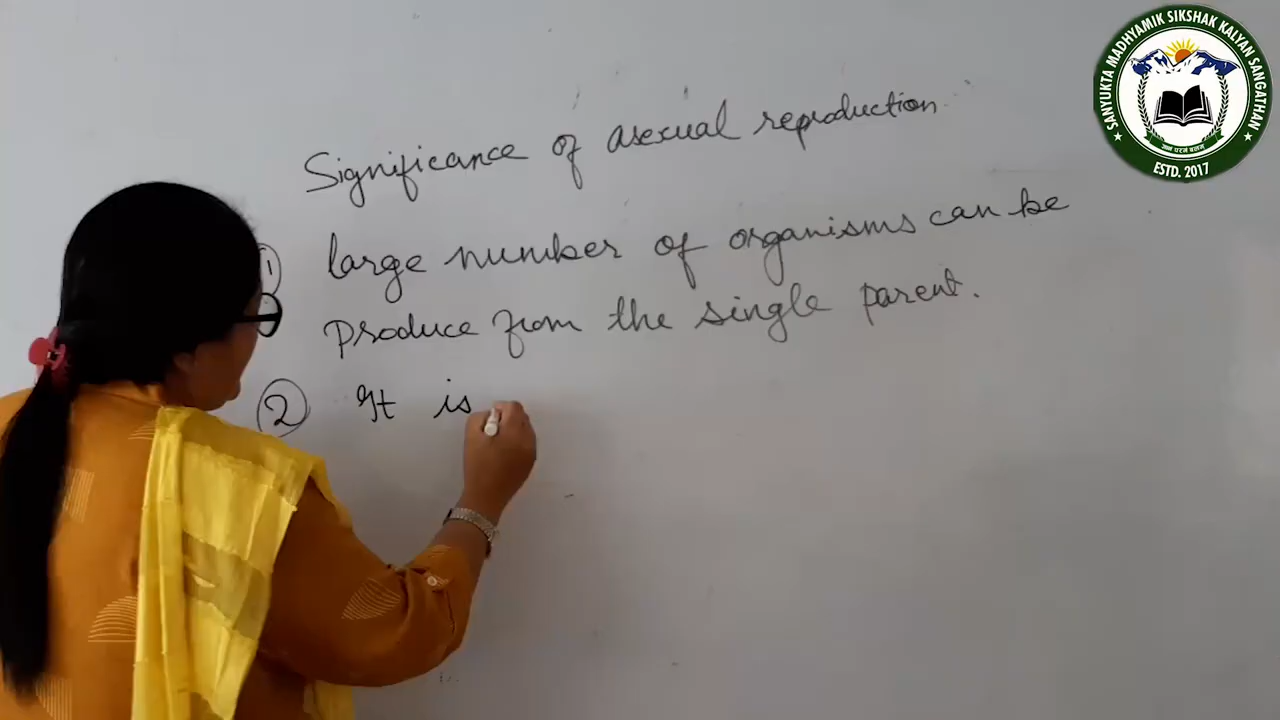 Significance of asexual reproduction
① large number of organisms can be
produce from the single parent.
② It is
SANYUKTA MADHYAMIK SIKSHAK KALYAN SANGATHAN
ESTD. 2017